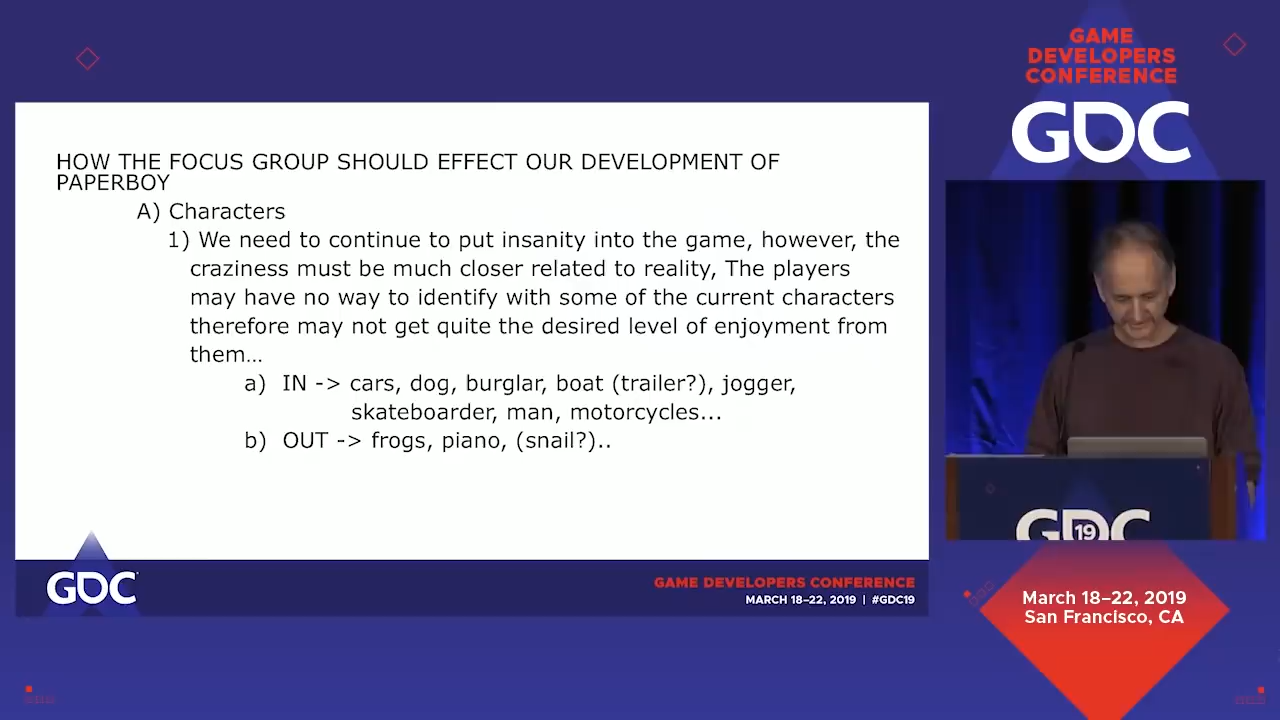 GAME
DEVELOPERS
CONFERENCE
GDC
HOW THE FOCUS GROUP SHOULD EFFECT OUR DEVELOPMENT OF
PAPERBOY
A) Characters
1) We need to continue to put insanity into the game, however, the
craziness must be much closer related to reality, The players
may have no way to identify with some of the current characters
therefore may not get quite the desired level of enjoyment from
them...
a) IN -> cars, dog, burglar, boat (trailer?), jogger,
skateboarder, man, motorcycles...
b) OUT -> frogs, piano, (snail?)..
GDC
GAME DEVELOPERS CONFERENCE
MARCH 18–22, 2019 | #GDC19
GDC
19
March 18–22, 2019
San Francisco, CA